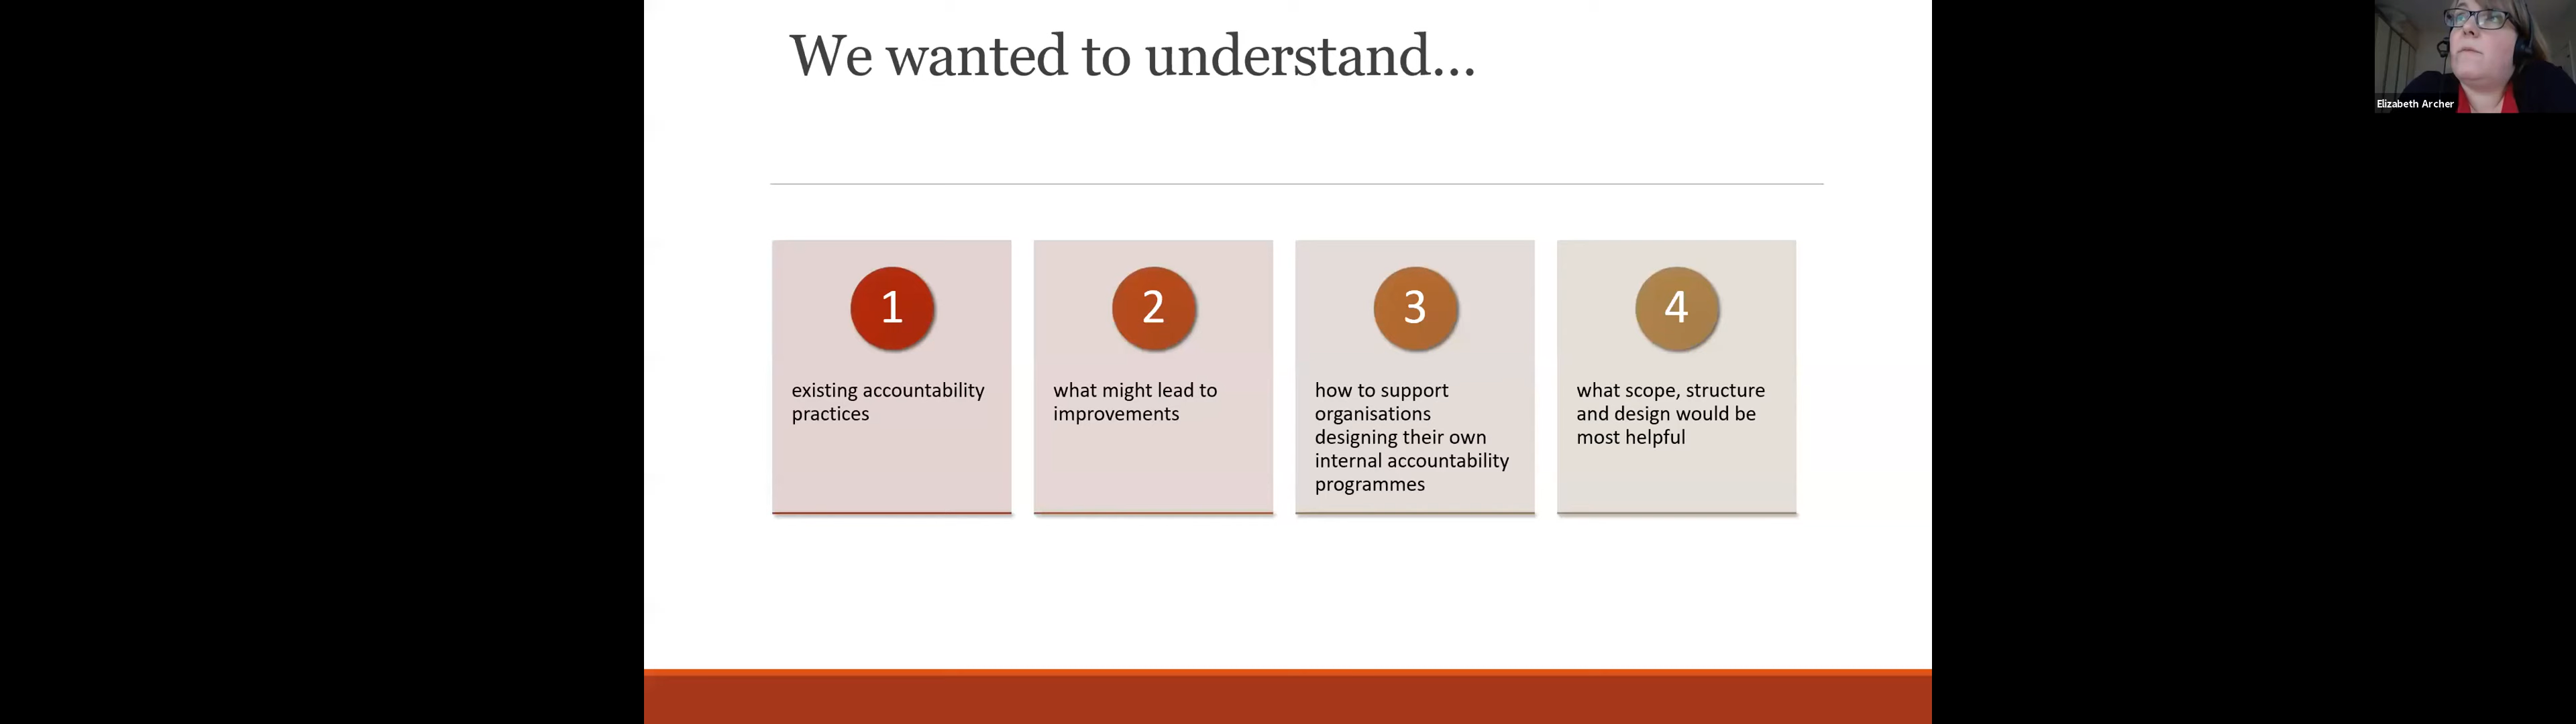 We wanted to understand...
Elizabeth Archer
1
existing accountability
practices
2
what might lead to
improvements
3
how to support
organisations
designing their own
internal accountability
programmes
4
what scope, structure
and design would be
most helpful